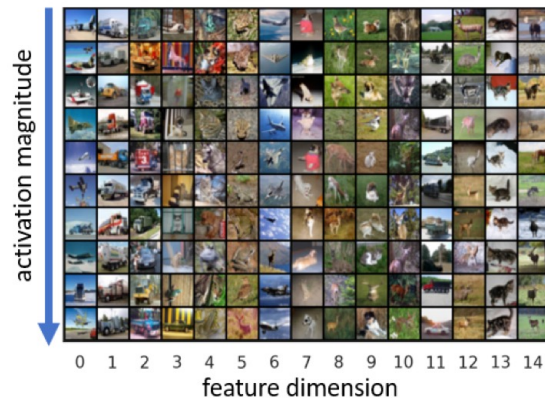 activation magnitude
0 1 2 3 4 5 6 7 8 9 10 11 12 13 14
feature dimension